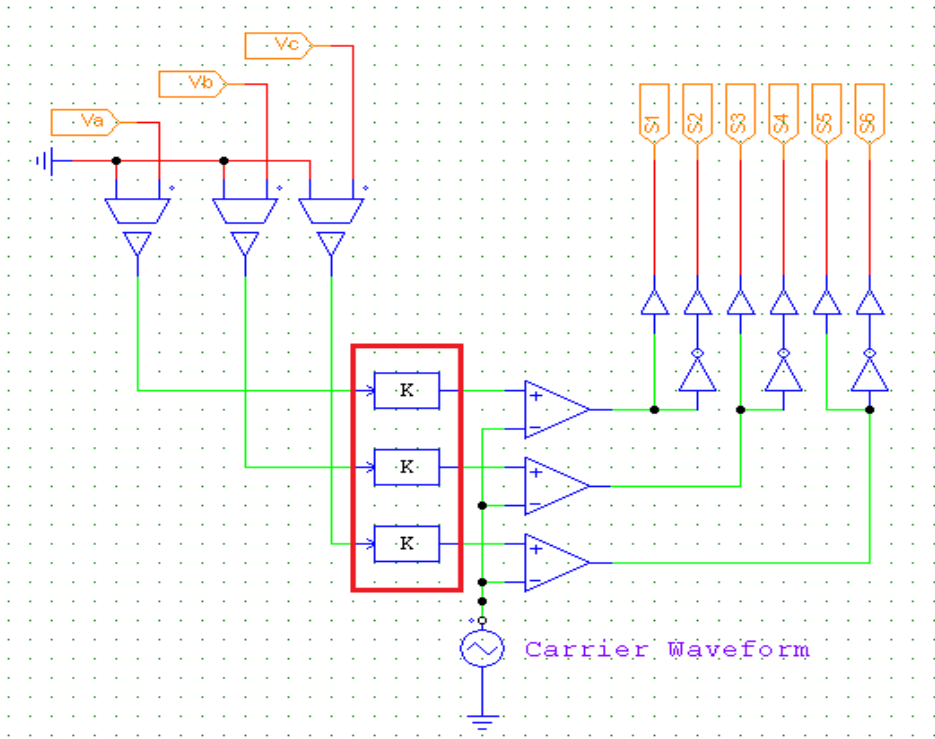 Vc
Vb
Va
S1 S2 S3 S4 S5 S6
K
K
K
Carrier Waveform